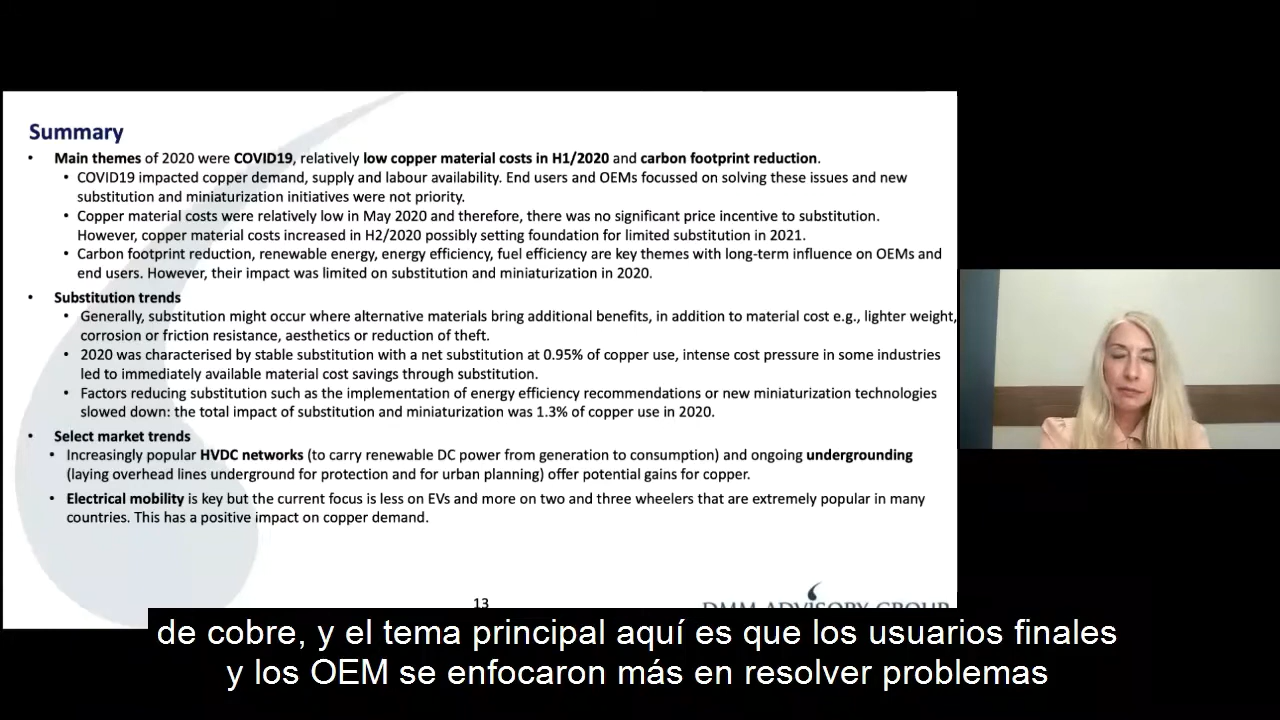 Summary
• Main themes of 2020 were COVID19, relatively low copper material costs in H1/2020 and carbon footprint reduction.
• COVID19 impacted copper demand, supply and labour availability. End users and OEMs focussed on solving these issues and new
substitution and miniaturization initiatives were not priority.
• Copper material costs were relatively low in May 2020 and therefore, there was no significant price incentive to substitution.
However, copper material costs increased in H2/2020 possibly setting foundation for limited substitution in 2021.
• Carbon footprint reduction, renewable energy, energy efficiency, fuel efficiency are key themes with long-term influence on OEMs and
end users. However, their impact was limited on substitution and miniaturization in 2020.
• Substitution trends
• Generally, substitution might occur where alternative materials bring additional benefits, in addition to material cost e.g., lighter weight,
corrosion or friction resistance, aesthetics or reduction of theft.
• 2020 was characterised by stable substitution with a net substitution at 0.95% of copper use, intense cost pressure in some industries
led to immediately available material cost savings through substitution.
• Factors reducing substitution such as the implementation of energy efficiency recommendations or new miniaturization technologies
slowed down: the total impact of substitution and miniaturization was 1.3% of copper use in 2020.
• Select market trends
• Increasingly popular HVDC networks (to carry renewable DC power from generation to consumption) and ongoing undergrounding
(laying overhead lines underground for protection and for urban planning) offer potential gains for copper.
• Electrical mobility is key but the current focus is less on EVs and more on two and three wheelers that are extremely popular in many
countries. This has a positive impact on copper demand.
13
DMM ADVISORY GROUP
de cobre, y el tema principal aquí es que los usuarios finales
y los OEM se enfocaron más en resolver problemas